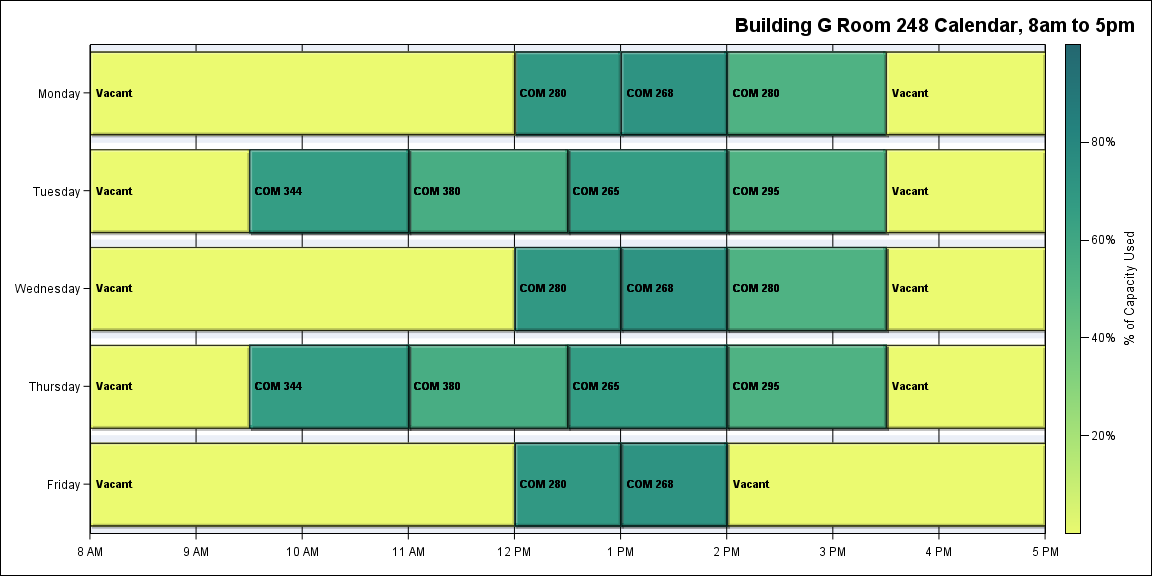 Building G Room 248 Calendar, 8am to 5pm
Monday
Vacant
COM 280
COM 268
COM 280
Vacant
Tuesday
Vacant
COM 344
COM 380
COM 265
COM 295
Vacant
Wednesday
Vacant
COM 280
COM 268
COM 280
Vacant
Thursday
Vacant
COM 344
COM 380
COM 265
COM 295
Vacant
Friday
Vacant
COM 280
COM 268
Vacant
8 AM
9 AM
10 AM
11 AM
12 PM
1 PM
2 PM
3 PM
4 PM
5 PM
80%
60%
40%
20%
% of Capacity Used